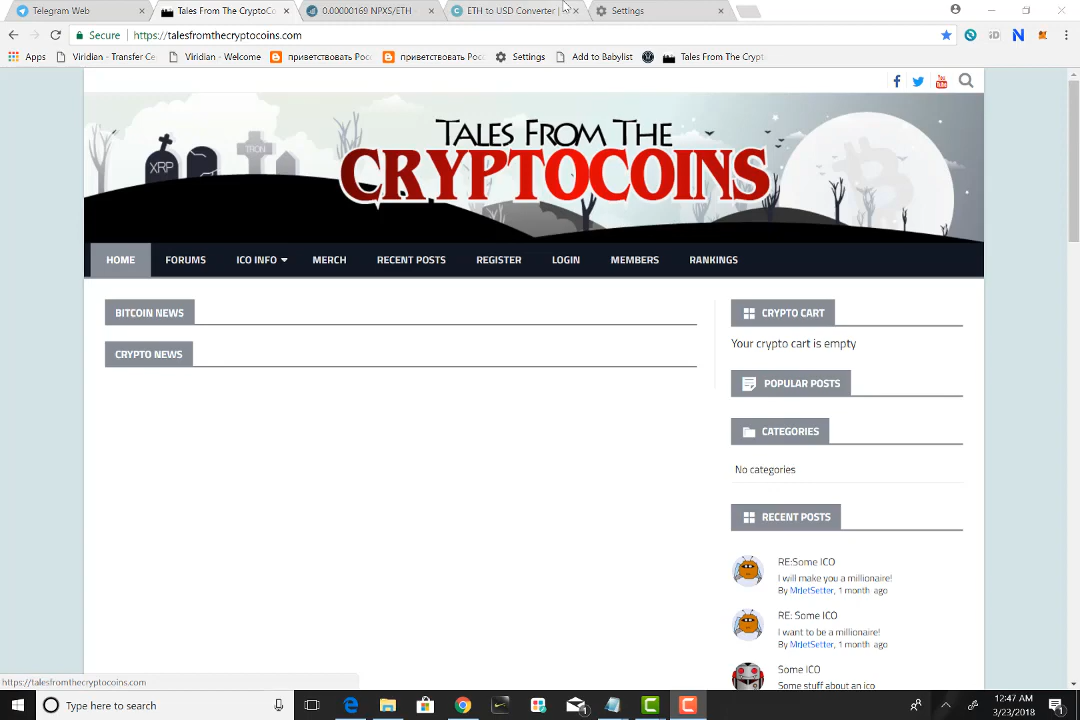 Telegram Web
Tales From The CryptoCo
0.00000169 NPXS/ETH
ETH to USD Converter |
Settings
Secure
https://talesfromthecryptocoins.com
Apps
Viridian - Transfer Ce
Viridian - Welcome
приветствовать Рос
приветствовать Рос
Settings
Add to Babylist
Tales From The Crypt
TALES FROM THE
CRYPTOCOINS
XRP
TRON
HOME
FORUMS
ICO INFO
MERCH
RECENT POSTS
REGISTER
LOGIN
MEMBERS
RANKINGS
BITCOIN NEWS
CRYPTO NEWS
CRYPTO CART
Your crypto cart is empty
POPULAR POSTS
CATEGORIES
No categories
RECENT POSTS
RE:Some ICO
I will make you a millionaire!
By MrJetSetter, 1 month ago
RE: Some ICO
I want to be a millionaire!
By MrJetSetter, 1 month ago
Some ICO
Some stuff about an ico
https://talesfromthecryptocoins.com
Type here to search
12:47 AM
3/23/2018